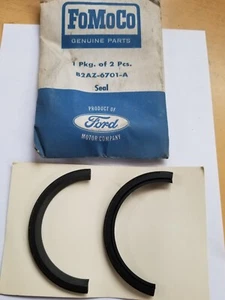 FoMoCo
GENUINE PARTS
1 Pkg. of 2 Pcs.
B2AZ-6701-A
Seal
PRODUCT OF
Ford
MOTOR COMPANY